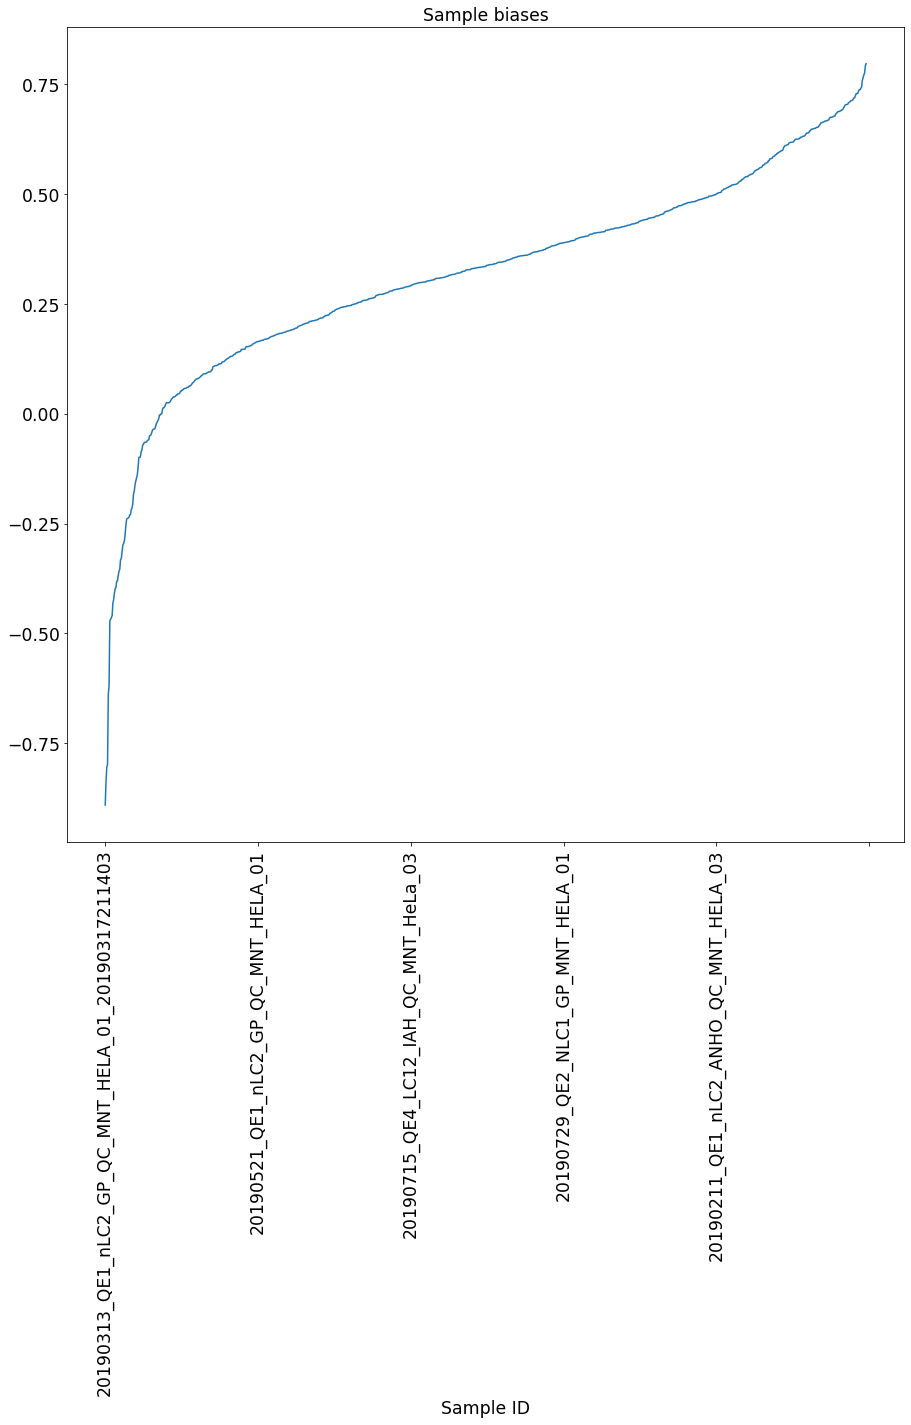 Sample biases
0.75
0.50
0.25
0.00
−0.25
−0.50
−0.75
20190313_QE1_nLC2_GP_QC_MNT_HELA_01_20190317211403
20190521_QE1_nLC2_GP_QC_MNT_HELA_01
20190715_QE4_LC12_IAH_QC_MNT_HeLa_03
20190729_QE2_NLC1_GP_MNT_HELA_01
20190211_QE1_nLC2_ANHO_QC_MNT_HELA_03
Sample ID